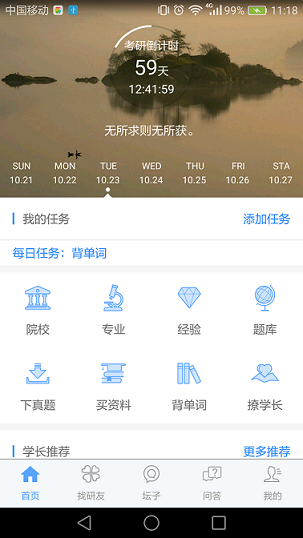 中国移动 4G 99% 11:18
考研倒计时
59天
12:41:59
无所求则无所获。
SUN MON TUE WED THU FRI STA
10.21 10.22 10.23 10.24 10.25 10.26 10.27
我的任务 添加任务
每日任务：背单词
院校 专业 经验 题库
下真题 买资料 背单词 撩学长
学长推荐 更多推荐
首页 找研友 坛子 问答 我的